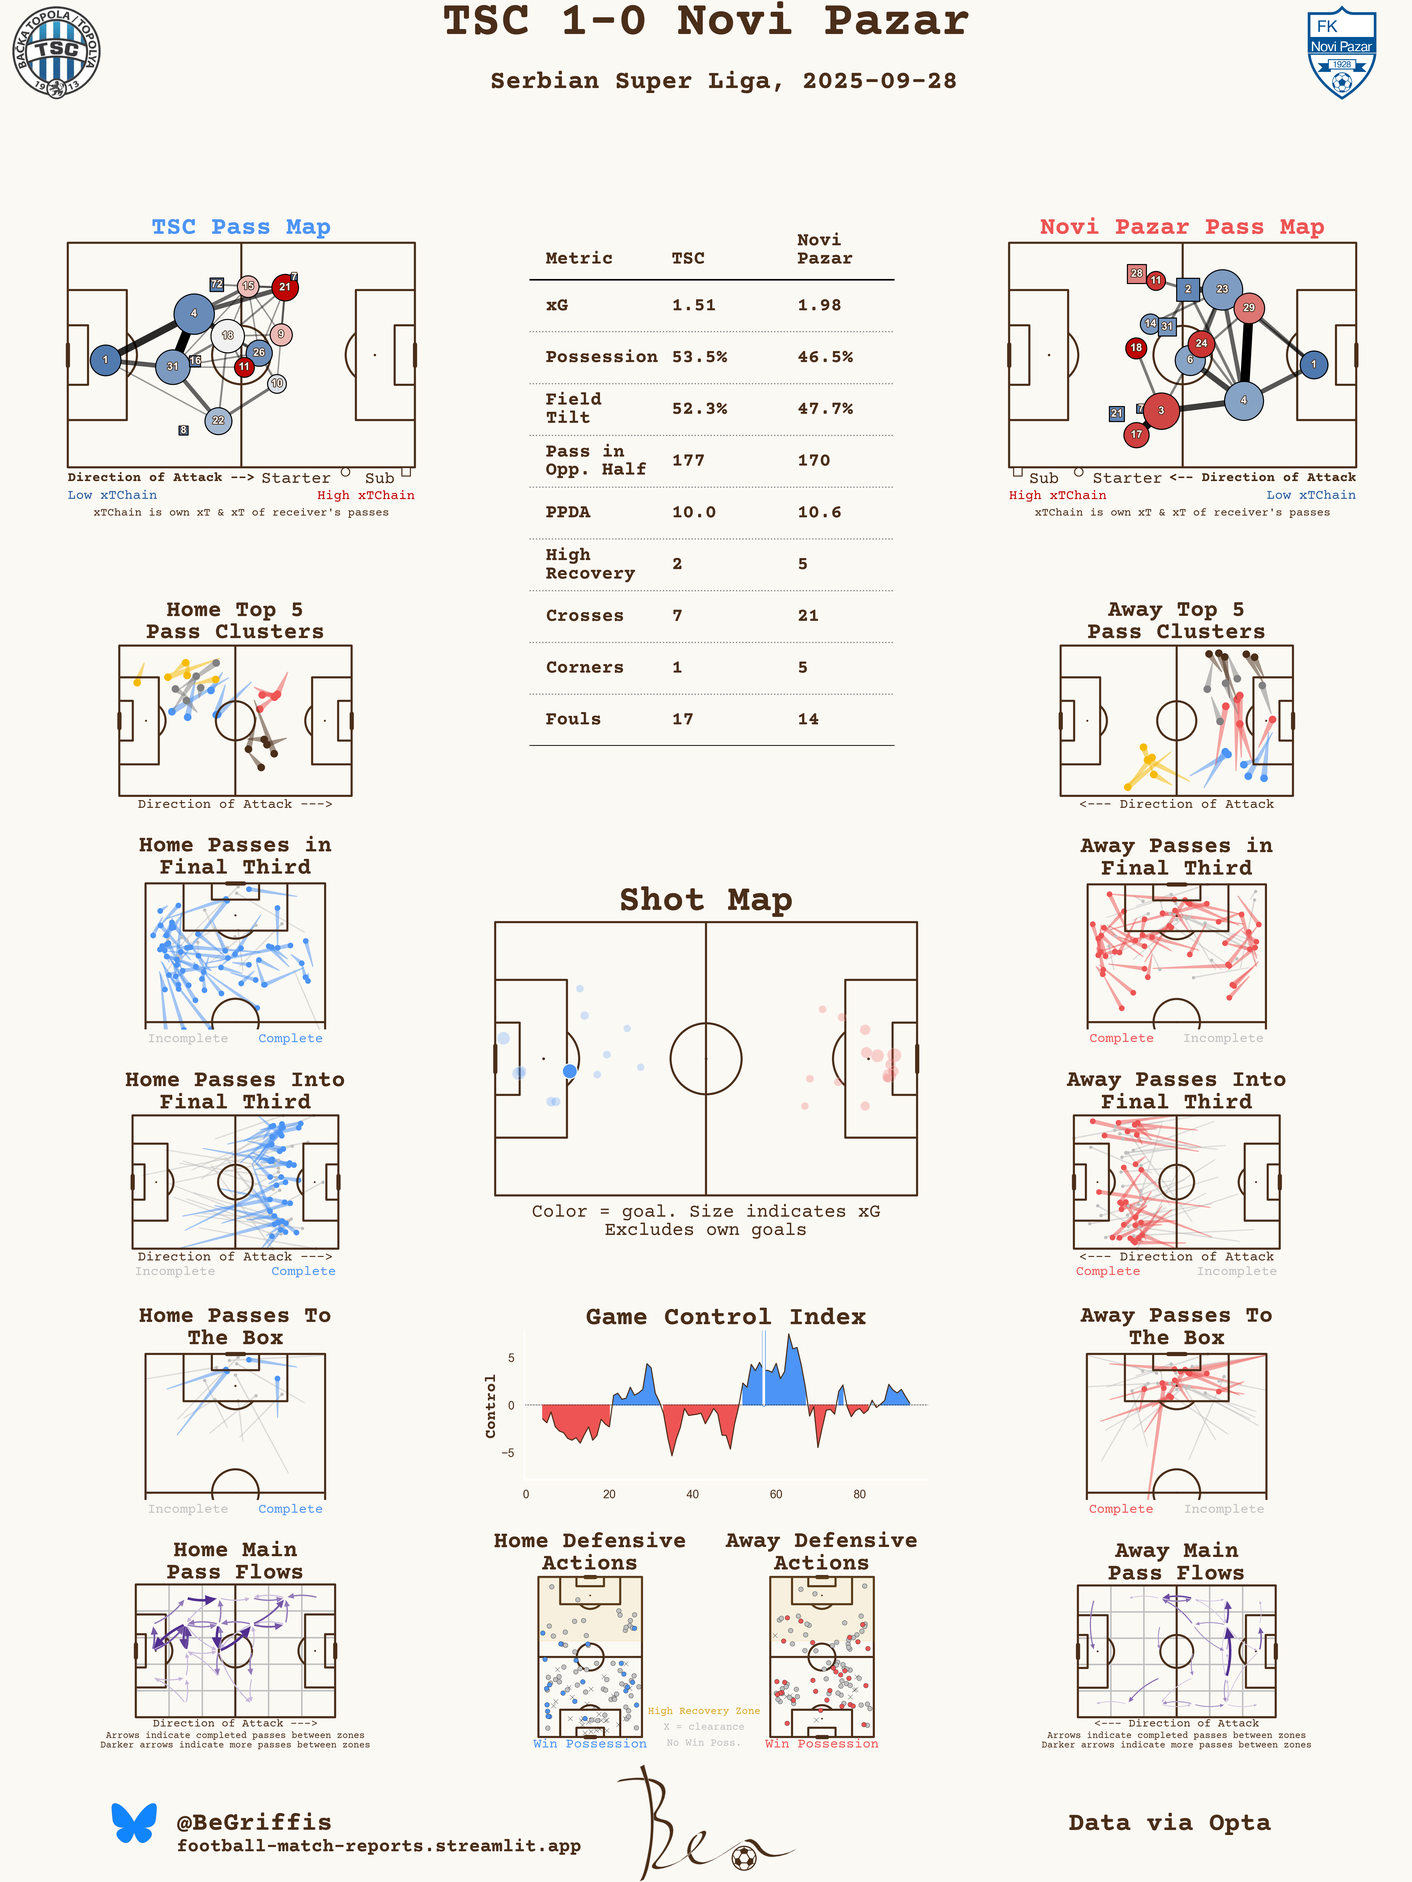 TSC 1-0 Novi Pazar
Serbian Super Liga, 2025-09-28
BAČKA TOPOLA/TOPOLYA
TSC
1913
FK
Novi Pazar
1928
TSC Pass Map
1
4
31
16
72
15
21
7
18
9
26
11
10
22
8
Direction of Attack --> Starter Sub
Low xTChain High xTChain
xTChain is own xT & xT of receiver's passes
Metric TSC Novi Pazar
xG 1.51 1.98
Possession 53.5% 46.5%
Field Tilt 52.3% 47.7%
Pass in Opp. Half 177 170
PPDA 10.0 10.6
High Recovery 2 5
Crosses 7 21
Corners 1 5
Fouls 17 14
Novi Pazar Pass Map
28
11
2
23
29
14
31
24
18
6
1
4
21
7
3
17
Sub Starter <-- Direction of Attack
High xTChain Low xTChain
xTChain is own xT & xT of receiver's passes
Home Top 5
Pass Clusters
Direction of Attack --->
Away Top 5
Pass Clusters
<--- Direction of Attack
Home Passes in
Final Third
Incomplete Complete
Away Passes in
Final Third
Complete Incomplete
Shot Map
Color = goal. Size indicates xG
Excludes own goals
Home Passes Into
Final Third
Direction of Attack --->
Incomplete Complete
Away Passes Into
Final Third
<--- Direction of Attack
Complete Incomplete
Home Passes To
The Box
Incomplete Complete
Game Control Index
Control
5
0
−5
0 20 40 60 80
Away Passes To
The Box
Complete Incomplete
Home Main
Pass Flows
Direction of Attack --->
Arrows indicate completed passes between zones
Darker arrows indicate more passes between zones
Home Defensive
Actions
Win Possession
High Recovery Zone
X = clearance
No Win Poss.
Away Defensive
Actions
Win Possession
Away Main
Pass Flows
<--- Direction of Attack
Arrows indicate completed passes between zones
Darker arrows indicate more passes between zones
@BeGriffis
football-match-reports.streamlit.app
Ben
Data via Opta